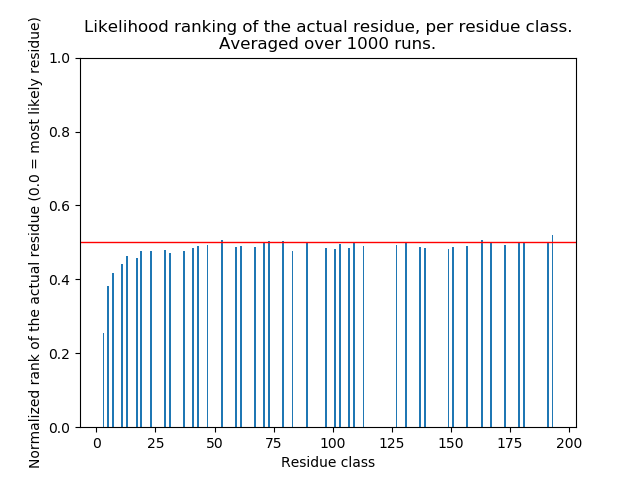 Likelihood ranking of the actual residue, per residue class.
Averaged over 1000 runs.
Normalized rank of the actual residue (0.0 = most likely residue)
1.0
0.8
0.6
0.4
0.2
0.0
0 25 50 75 100 125 150 175 200
Residue class